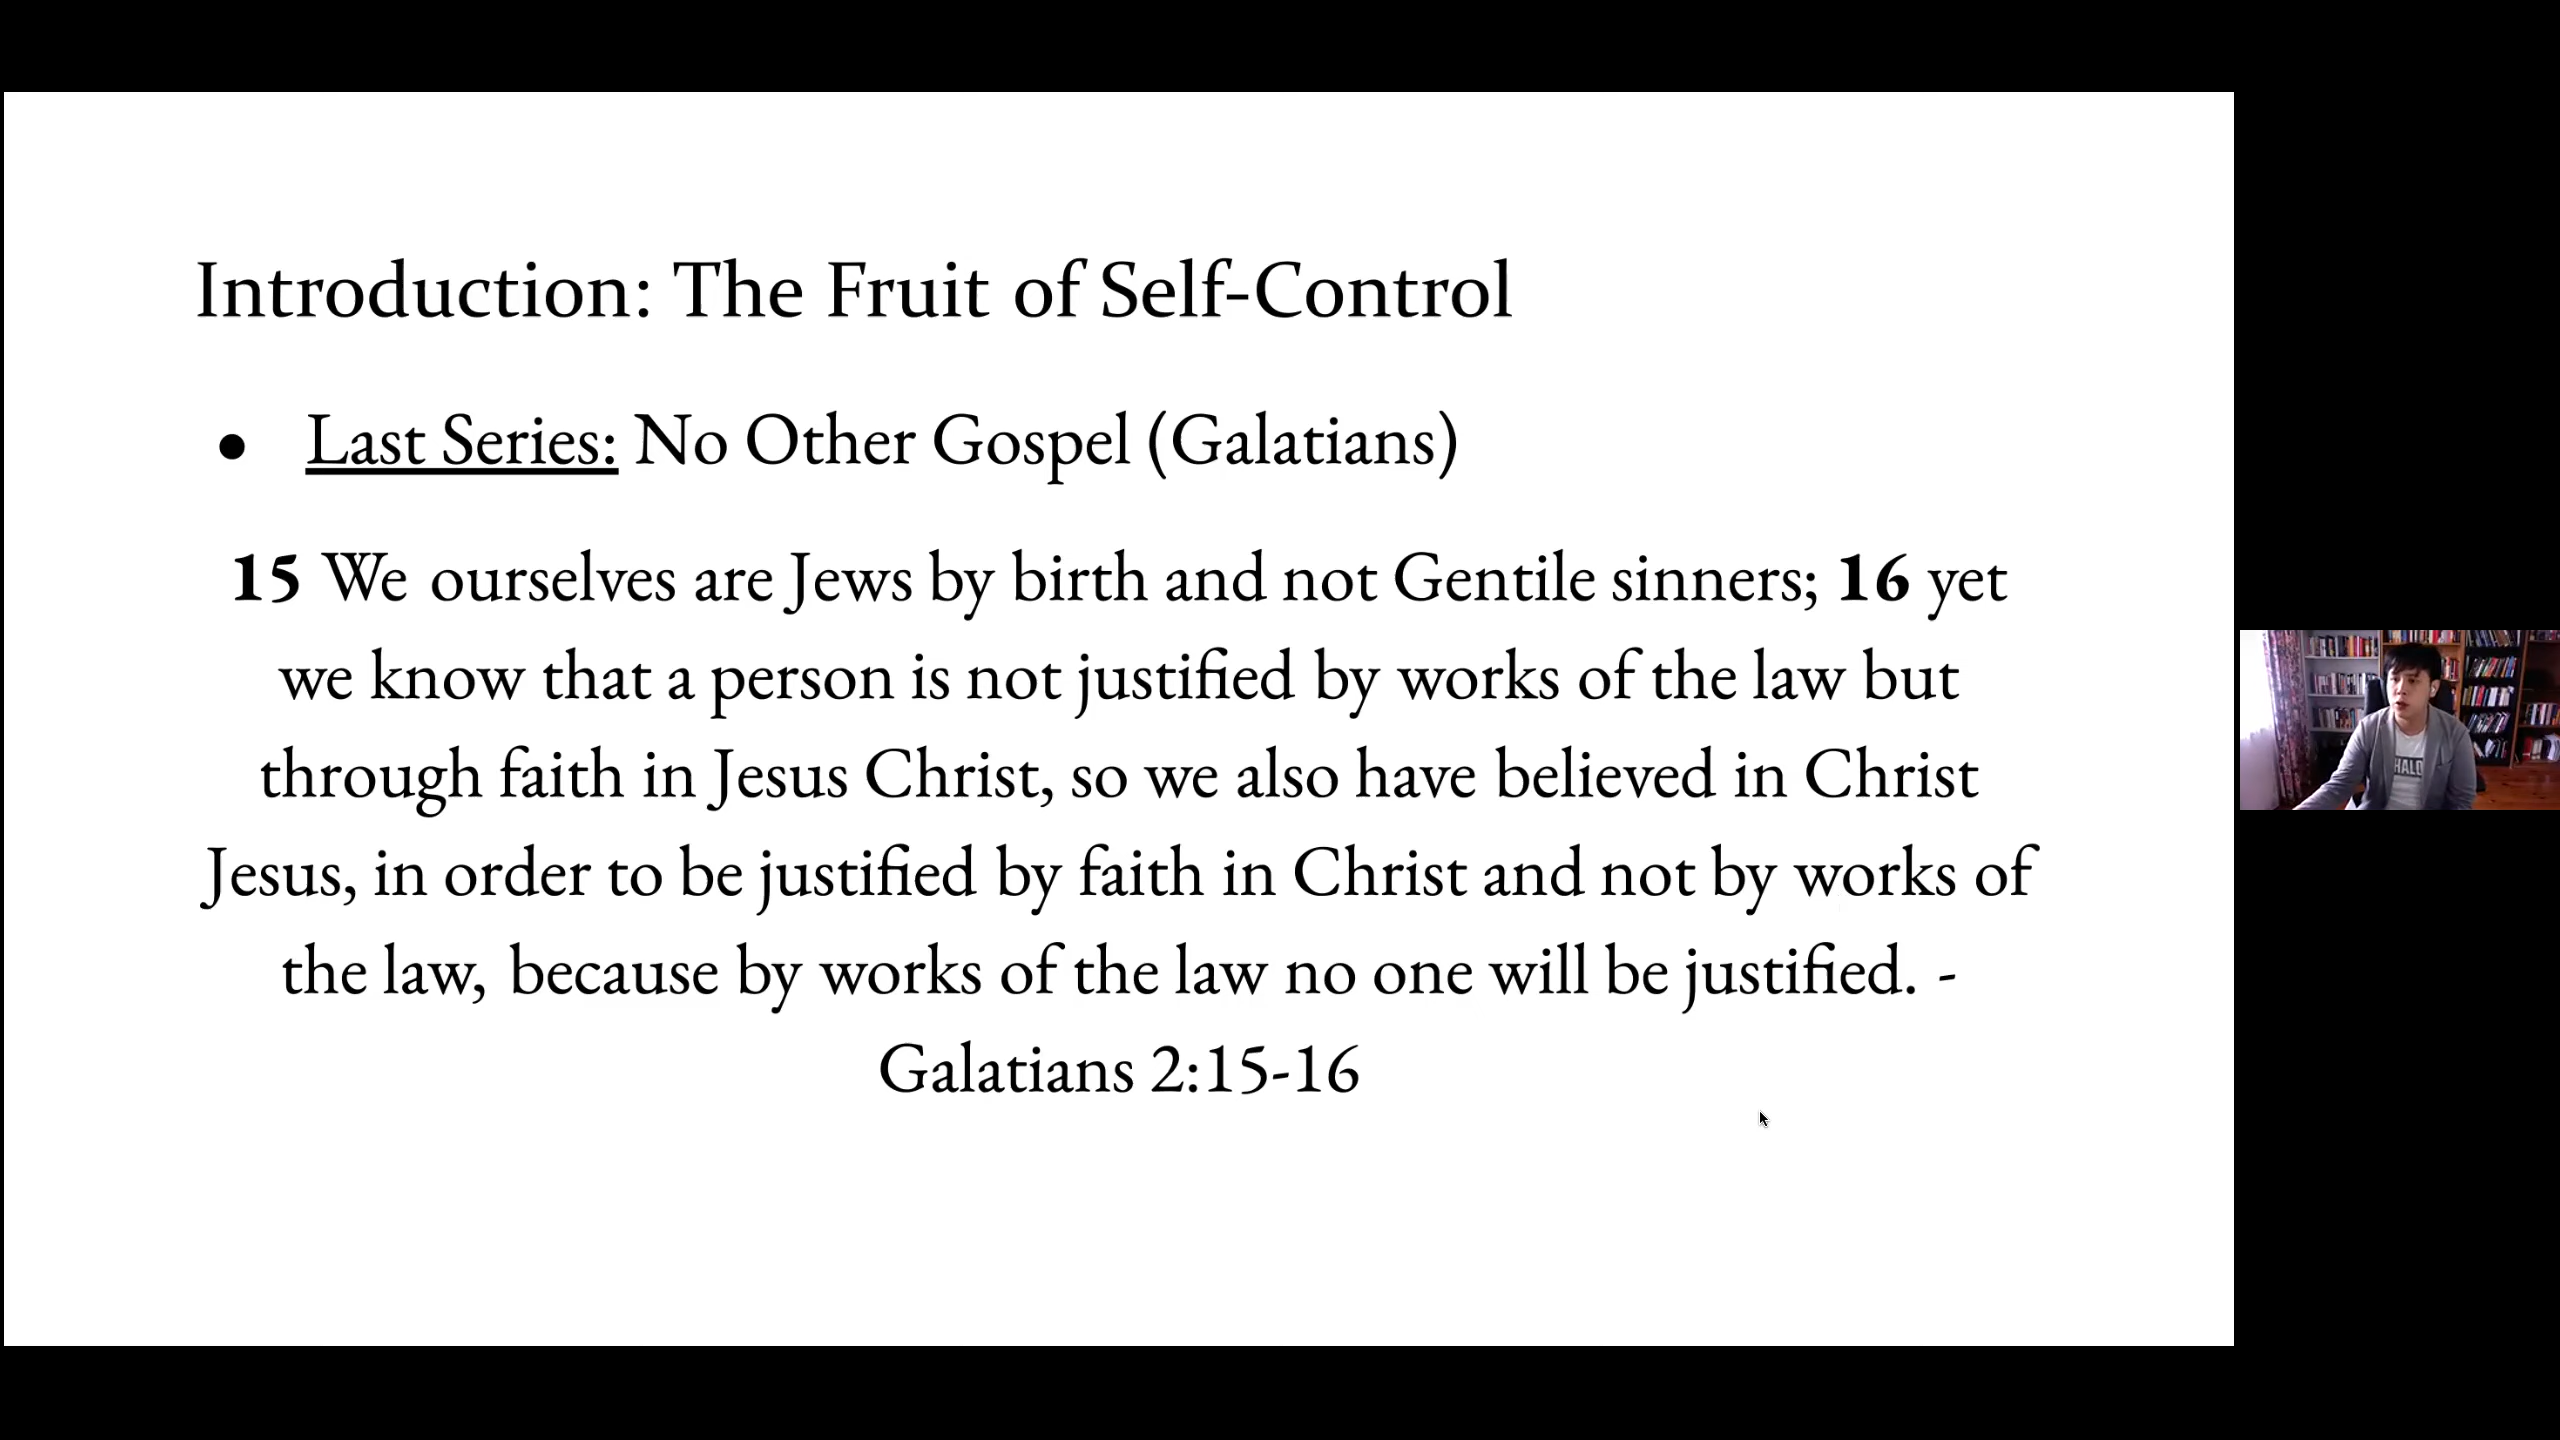 Introduction: The Fruit of Self-Control
● Last Series: No Other Gospel (Galatians)
15 We ourselves are Jews by birth and not Gentile sinners; 16 yet
we know that a person is not justified by works of the law but
through faith in Jesus Christ, so we also have believed in Christ
Jesus, in order to be justified by faith in Christ and not by works of
the law, because by works of the law no one will be justified. -
Galatians 2:15-16
HALO